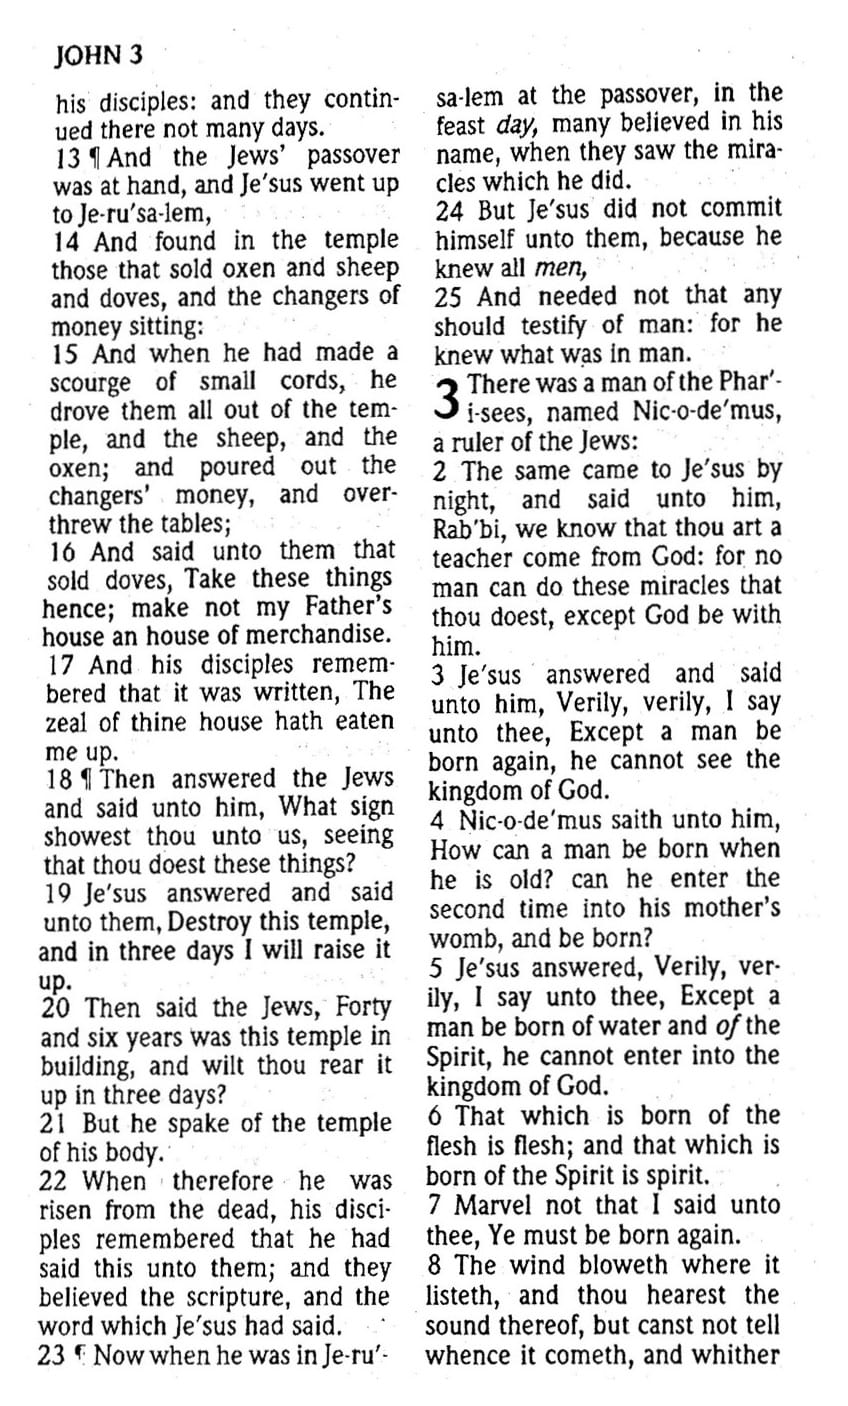 JOHN 3
his disciples: and they contin-
ued there not many days.
13 ¶ And the Jews' passover
was at hand, and Je′sus went up
to Je-ru′sa-lem,
14 And found in the temple
those that sold oxen and sheep
and doves, and the changers of
money sitting:
15 And when he had made a
scourge of small cords, he
drove them all out of the tem-
ple, and the sheep, and the
oxen; and poured out the
changers' money, and over-
threw the tables;
16 And said unto them that
sold doves, Take these things
hence; make not my Father's
house an house of merchandise.
17 And his disciples remem-
bered that it was written, The
zeal of thine house hath eaten
me up.
18 ¶ Then answered the Jews
and said unto him, What sign
showest thou unto us, seeing
that thou doest these things?
19 Je′sus answered and said
unto them, Destroy this temple,
and in three days I will raise it
up.
20 Then said the Jews, Forty
and six years was this temple in
building, and wilt thou rear it
up in three days?
21 But he spake of the temple
of his body.
22 When therefore he was
risen from the dead, his disci-
ples remembered that he had
said this unto them; and they
believed the scripture, and the
word which Je′sus had said.
23 ¶ Now when he was in Je-ru′-
sa-lem at the passover, in the
feast day, many believed in his
name, when they saw the mira-
cles which he did.
24 But Je′sus did not commit
himself unto them, because he
knew all men,
25 And needed not that any
should testify of man: for he
knew what was in man.
3 There was a man of the Phar′-
i-sees, named Nic-o-de′mus,
a ruler of the Jews:
2 The same came to Je′sus by
night, and said unto him,
Rab′bi, we know that thou art a
teacher come from God: for no
man can do these miracles that
thou doest, except God be with
him.
3 Je′sus answered and said
unto him, Verily, verily, I say
unto thee, Except a man be
born again, he cannot see the
kingdom of God.
4 Nic-o-de′mus saith unto him,
How can a man be born when
he is old? can he enter the
second time into his mother's
womb, and be born?
5 Je′sus answered, Verily, ver-
ily, I say unto thee, Except a
man be born of water and of the
Spirit, he cannot enter into the
kingdom of God.
6 That which is born of the
flesh is flesh; and that which is
born of the Spirit is spirit.
7 Marvel not that I said unto
thee, Ye must be born again.
8 The wind bloweth where it
listeth, and thou hearest the
sound thereof, but canst not tell
whence it cometh, and whither